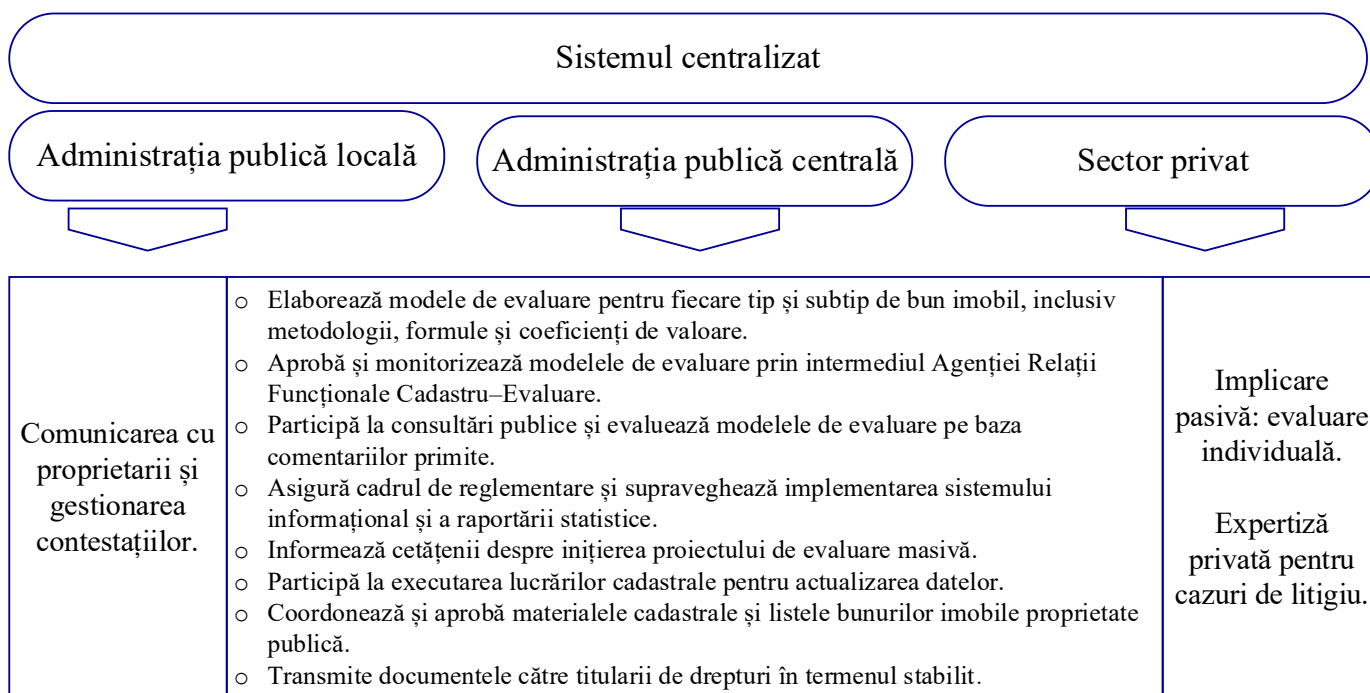 Sistemul centralizat
Administrația publică locală
Administrația publică centrală
Sector privat
Comunicarea cu
proprietarii și
gestionarea
contestațiilor.
o Elaborează modele de evaluare pentru fiecare tip și subtip de bun imobil, inclusiv
metodologii, formule și coeficienți de valoare.
o Aprobă și monitorizează modelele de evaluare prin intermediul Agenției Relații
Funcționale Cadastru–Evaluare.
o Participă la consultări publice și evaluează modelele de evaluare pe baza
comentariilor primite.
o Asigură cadrul de reglementare și supraveghează implementarea sistemului
informațional și a raportării statistice.
o Informează cetățenii despre inițierea proiectului de evaluare masivă.
o Participă la executarea lucrărilor cadastrale pentru actualizarea datelor.
o Coordonează și aprobă materialele cadastrale și listele bunurilor imobile proprietate
publică.
o Transmite documentele către titularii de drepturi în termenul stabilit.
Implicare
pasivă: evaluare
individuală.
Expertiză
privată pentru
cazuri de litigiu.